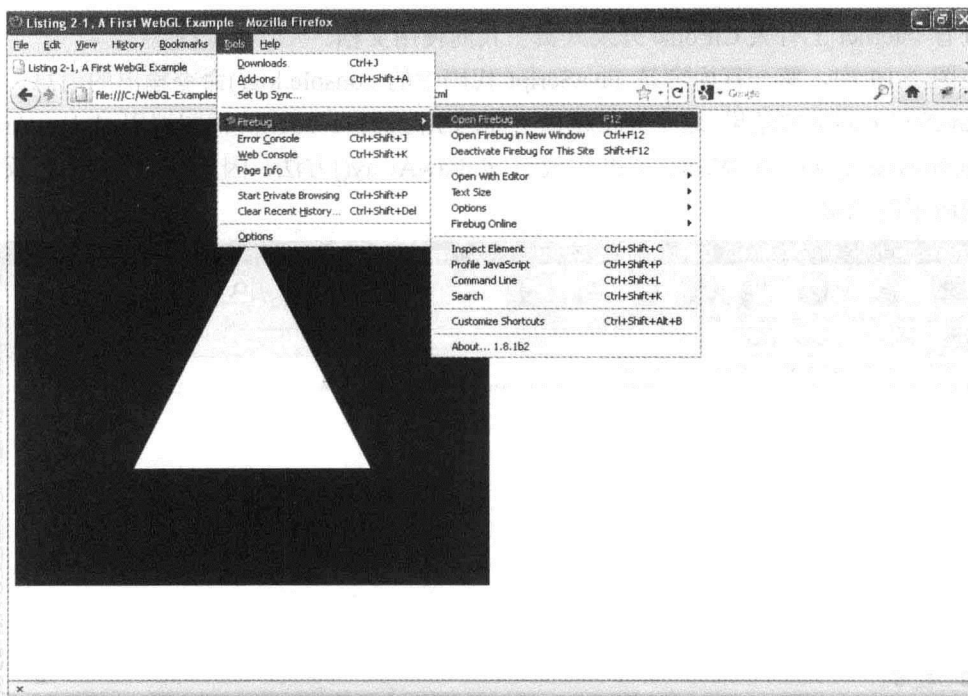 Listing 2-1, A First WebGL Example - Mozilla Firefox
File Edit View History Bookmarks Tools Help
Listing 2-1, A First WebGL Example
file:///C:/WebGL-Examples
ml
Google
Downloads Ctrl+J
Add-ons Ctrl+Shift+A
Set Up Sync...
Firebug
Error Console Ctrl+Shift+J
Web Console Ctrl+Shift+K
Page Info
Start Private Browsing Ctrl+Shift+P
Clear Recent History... Ctrl+Shift+Del
Options
Open Firebug F12
Open Firebug in New Window Ctrl+F12
Deactivate Firebug for This Site Shift+F12
Open With Editor
Text Size
Options
Firebug Online
Inspect Element Ctrl+Shift+C
Profile JavaScript Ctrl+Shift+P
Command Line Ctrl+Shift+L
Search Ctrl+Shift+K
Customize Shortcuts Ctrl+Shift+Alt+B
About... 1.8.1b2